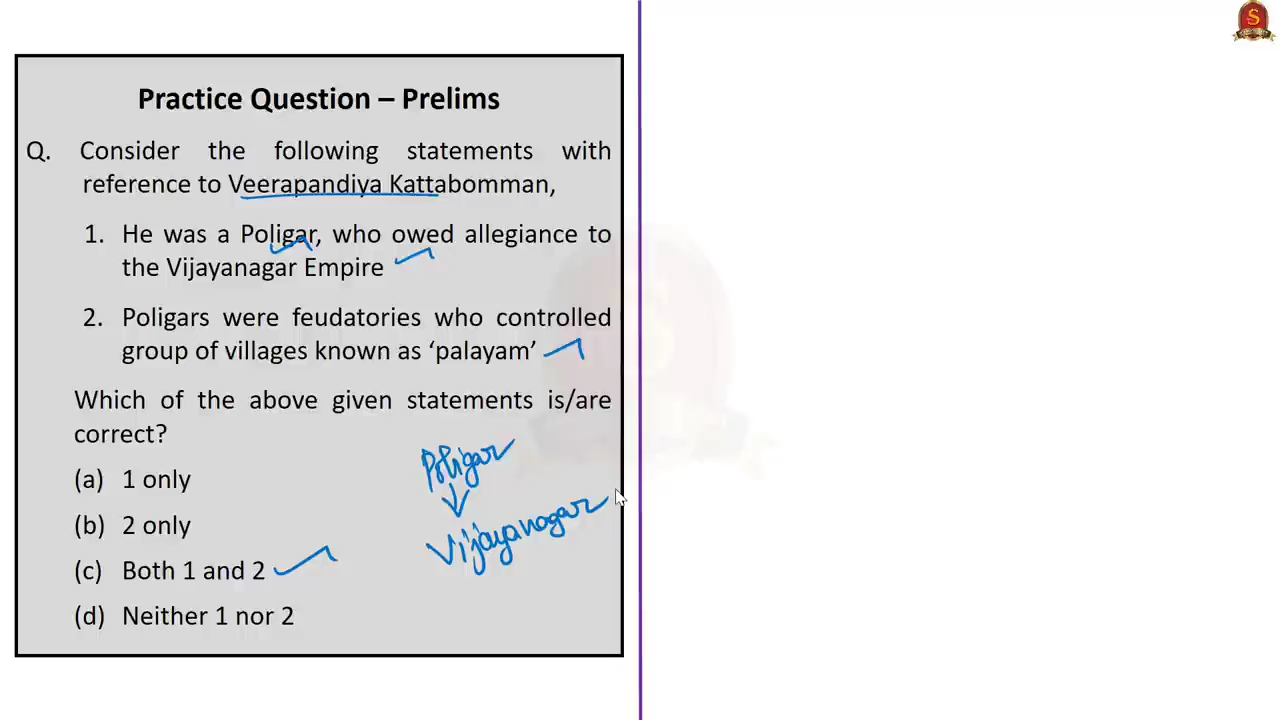 S
Practice Question – Prelims
Q. Consider the following statements with
reference to Veerapandiya Kattabomman,
1. He was a Poligar, who owed allegiance to
the Vijayanagar Empire
2. Poligars were feudatories who controlled
group of villages known as ‘palayam’
Which of the above given statements is/are
correct?
Poligar
(a) 1 only
(b) 2 only
Vijayanagar
(c) Both 1 and 2
(d) Neither 1 nor 2